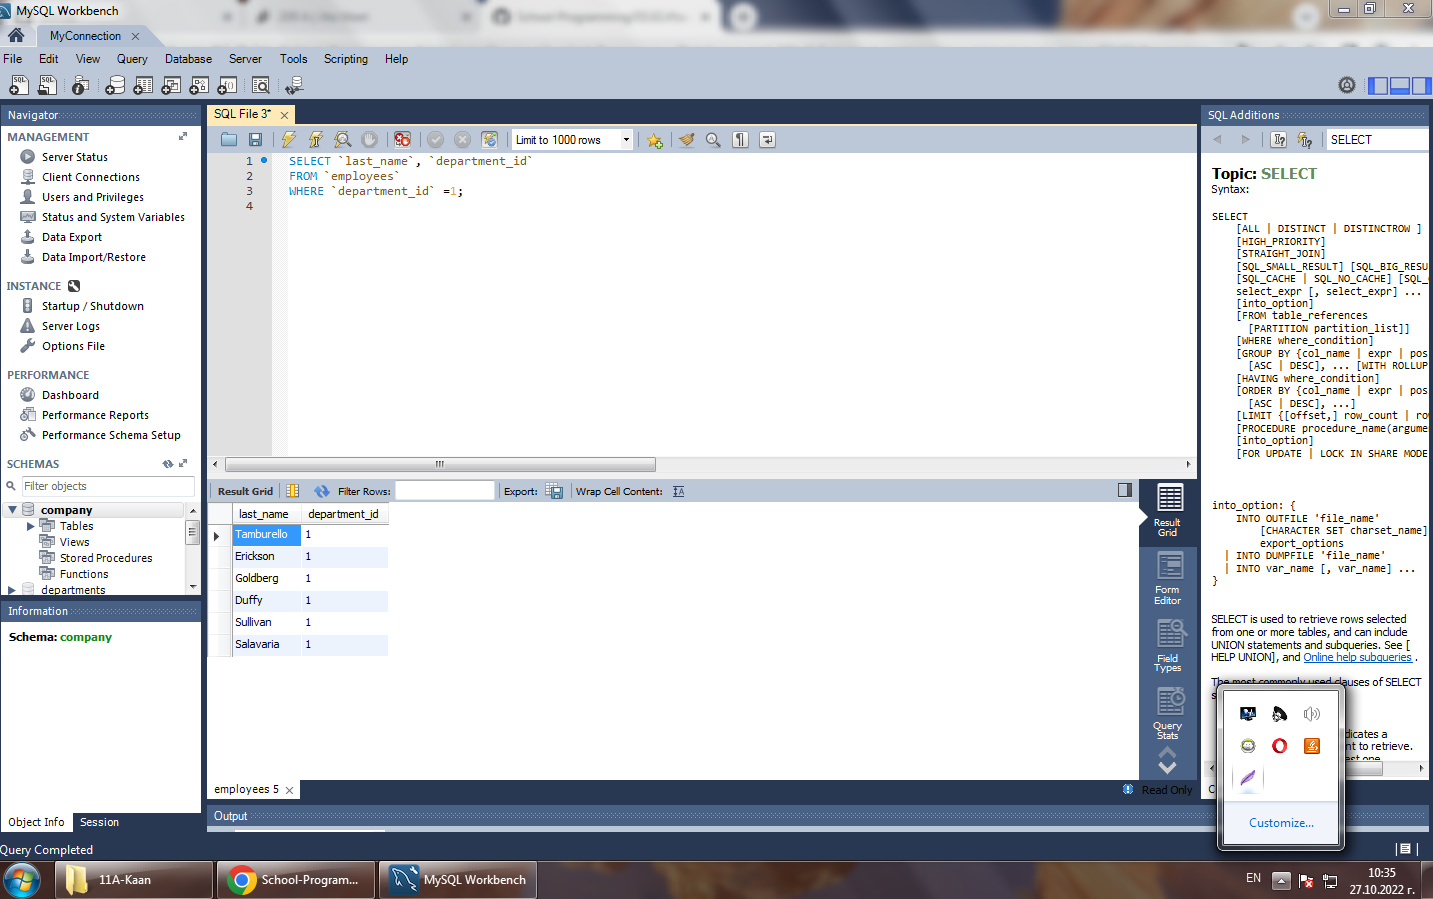 MySQL Workbench
MyConnection
File Edit View Query Database Server Tools Scripting Help
Navigator
MANAGEMENT
Server Status
Client Connections
Users and Privileges
Status and System Variables
Data Export
Data Import/Restore
INSTANCE
Startup / Shutdown
Server Logs
Options File
PERFORMANCE
Dashboard
Performance Reports
Performance Schema Setup
SCHEMAS
Filter objects
company
Tables
Views
Stored Procedures
Functions
departments
Information
Schema: company
Object Info Session
Query Completed
SQL File 3*
Limit to 1000 rows
1 SELECT `last_name`, `department_id`
2 FROM `employees`
3 WHERE `department_id` =1;
4
Result Grid Filter Rows: Export: Wrap Cell Content:
last_name department_id
Tamburello 1
Erickson 1
Goldberg 1
Duffy 1
Sullivan 1
Salavaria 1
Result
Grid
Form
Editor
Field
Types
Query
Stats
employees 5
Read Only
Output
SQL Additions
SELECT
Topic: SELECT
Syntax:
SELECT
[ALL | DISTINCT | DISTINCTROW ]
[HIGH_PRIORITY]
[STRAIGHT_JOIN]
[SQL_SMALL_RESULT] [SQL_BIG_RESU
[SQL_CACHE | SQL_NO_CACHE] [SQL_
select_expr [, select_expr] ...
[into_option]
[FROM table_references
[PARTITION partition_list]]
[WHERE where_condition]
[GROUP BY {col_name | expr | pos
[ASC | DESC], ... [WITH ROLLUP
[HAVING where_condition]
[ORDER BY {col_name | expr | pos
[ASC | DESC], ...]
[LIMIT {[offset,] row_count | row
[PROCEDURE procedure_name(argumen
[into_option]
[FOR UPDATE | LOCK IN SHARE MODE
into_option: {
INTO OUTFILE 'file_name'
[CHARACTER SET charset_name]
export_options
| INTO DUMPFILE 'file_name'
| INTO var_name [, var_name] ...
}
SELECT is used to retrieve rows selected
from one or more tables, and can include
UNION statements and subqueries. See [
HELP UNION], and Online help subqueries .
The most commonly used clauses of SELECT
dicates a
nt to retrieve.
Customize...
11A-Kaan
School-Program...
MySQL Workbench
EN
10:35
27.10.2022 г.